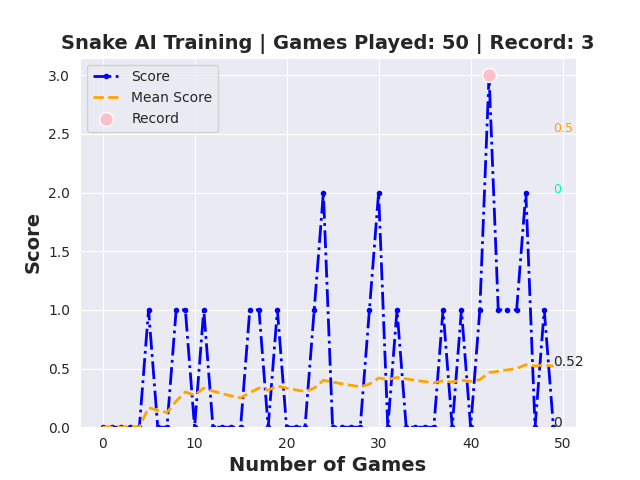 Snake AI Training | Games Played: 50 | Record: 3
Score
Mean Score
Record
3.0
2.5
2.0
1.5
1.0
0.5
0.0
0.5
0
0.52
0
0
10
20
30
40
50
Score
Number of Games